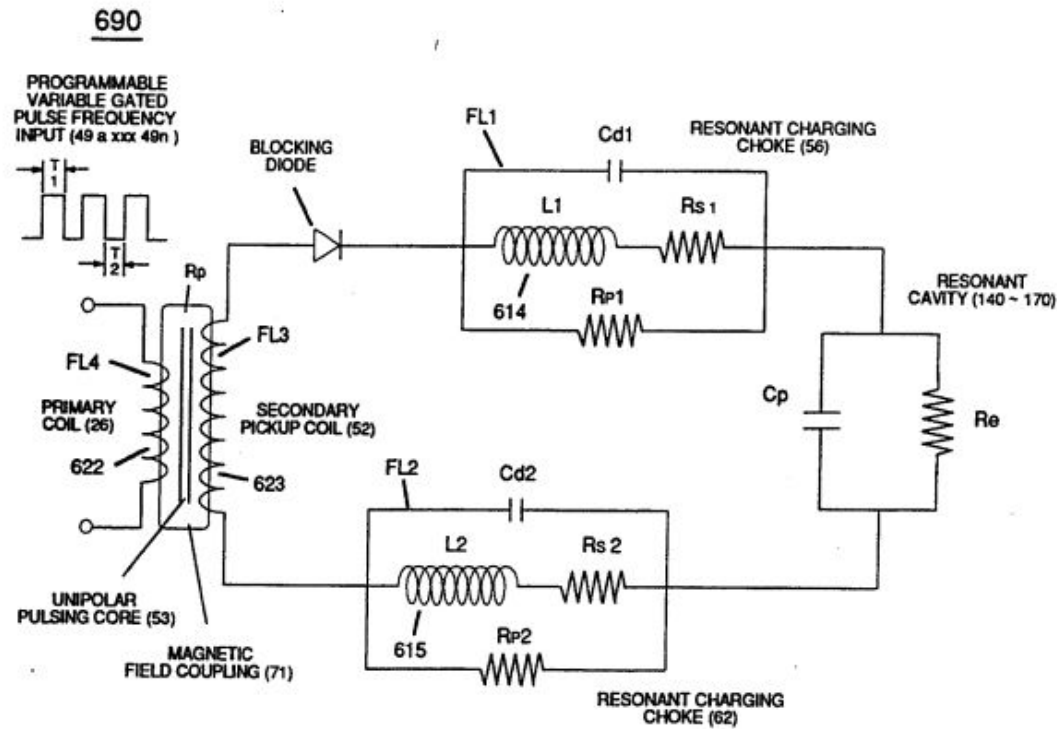 690
PROGRAMMABLE
VARIABLE GATED
PULSE FREQUENCY
INPUT (49 a xxx 49n )
T
1
T
2
BLOCKING
DIODE
FL1
Cd1
RESONANT CHARGING
CHOKE (56)
L1
Rs 1
614
RP1
RESONANT
CAVITY (140 ~ 170)
Rp
FL4
FL3
PRIMARY
COIL (26)
SECONDARY
PICKUP COIL (52)
622
623
Cp
Re
FL2
Cd2
L2
Rs 2
615
RP2
UNIPOLAR
PULSING CORE (53)
MAGNETIC
FIELD COUPLING (71)
RESONANT CHARGING
CHOKE (62)